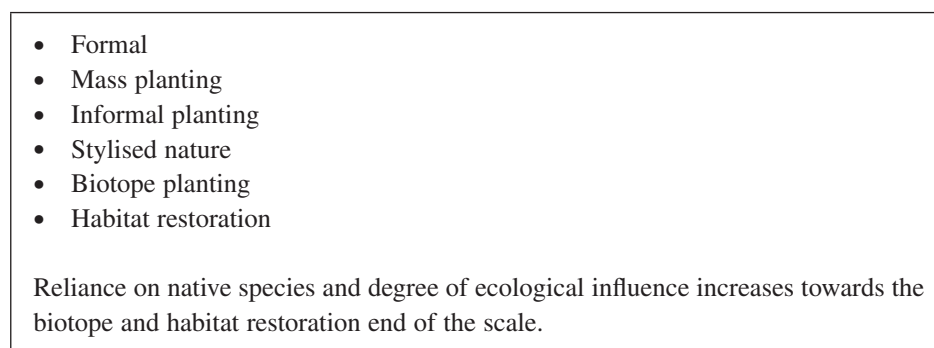 • Formal
• Mass planting
• Informal planting
• Stylised nature
• Biotope planting
• Habitat restoration
Reliance on native species and degree of ecological influence increases towards the
biotope and habitat restoration end of the scale.